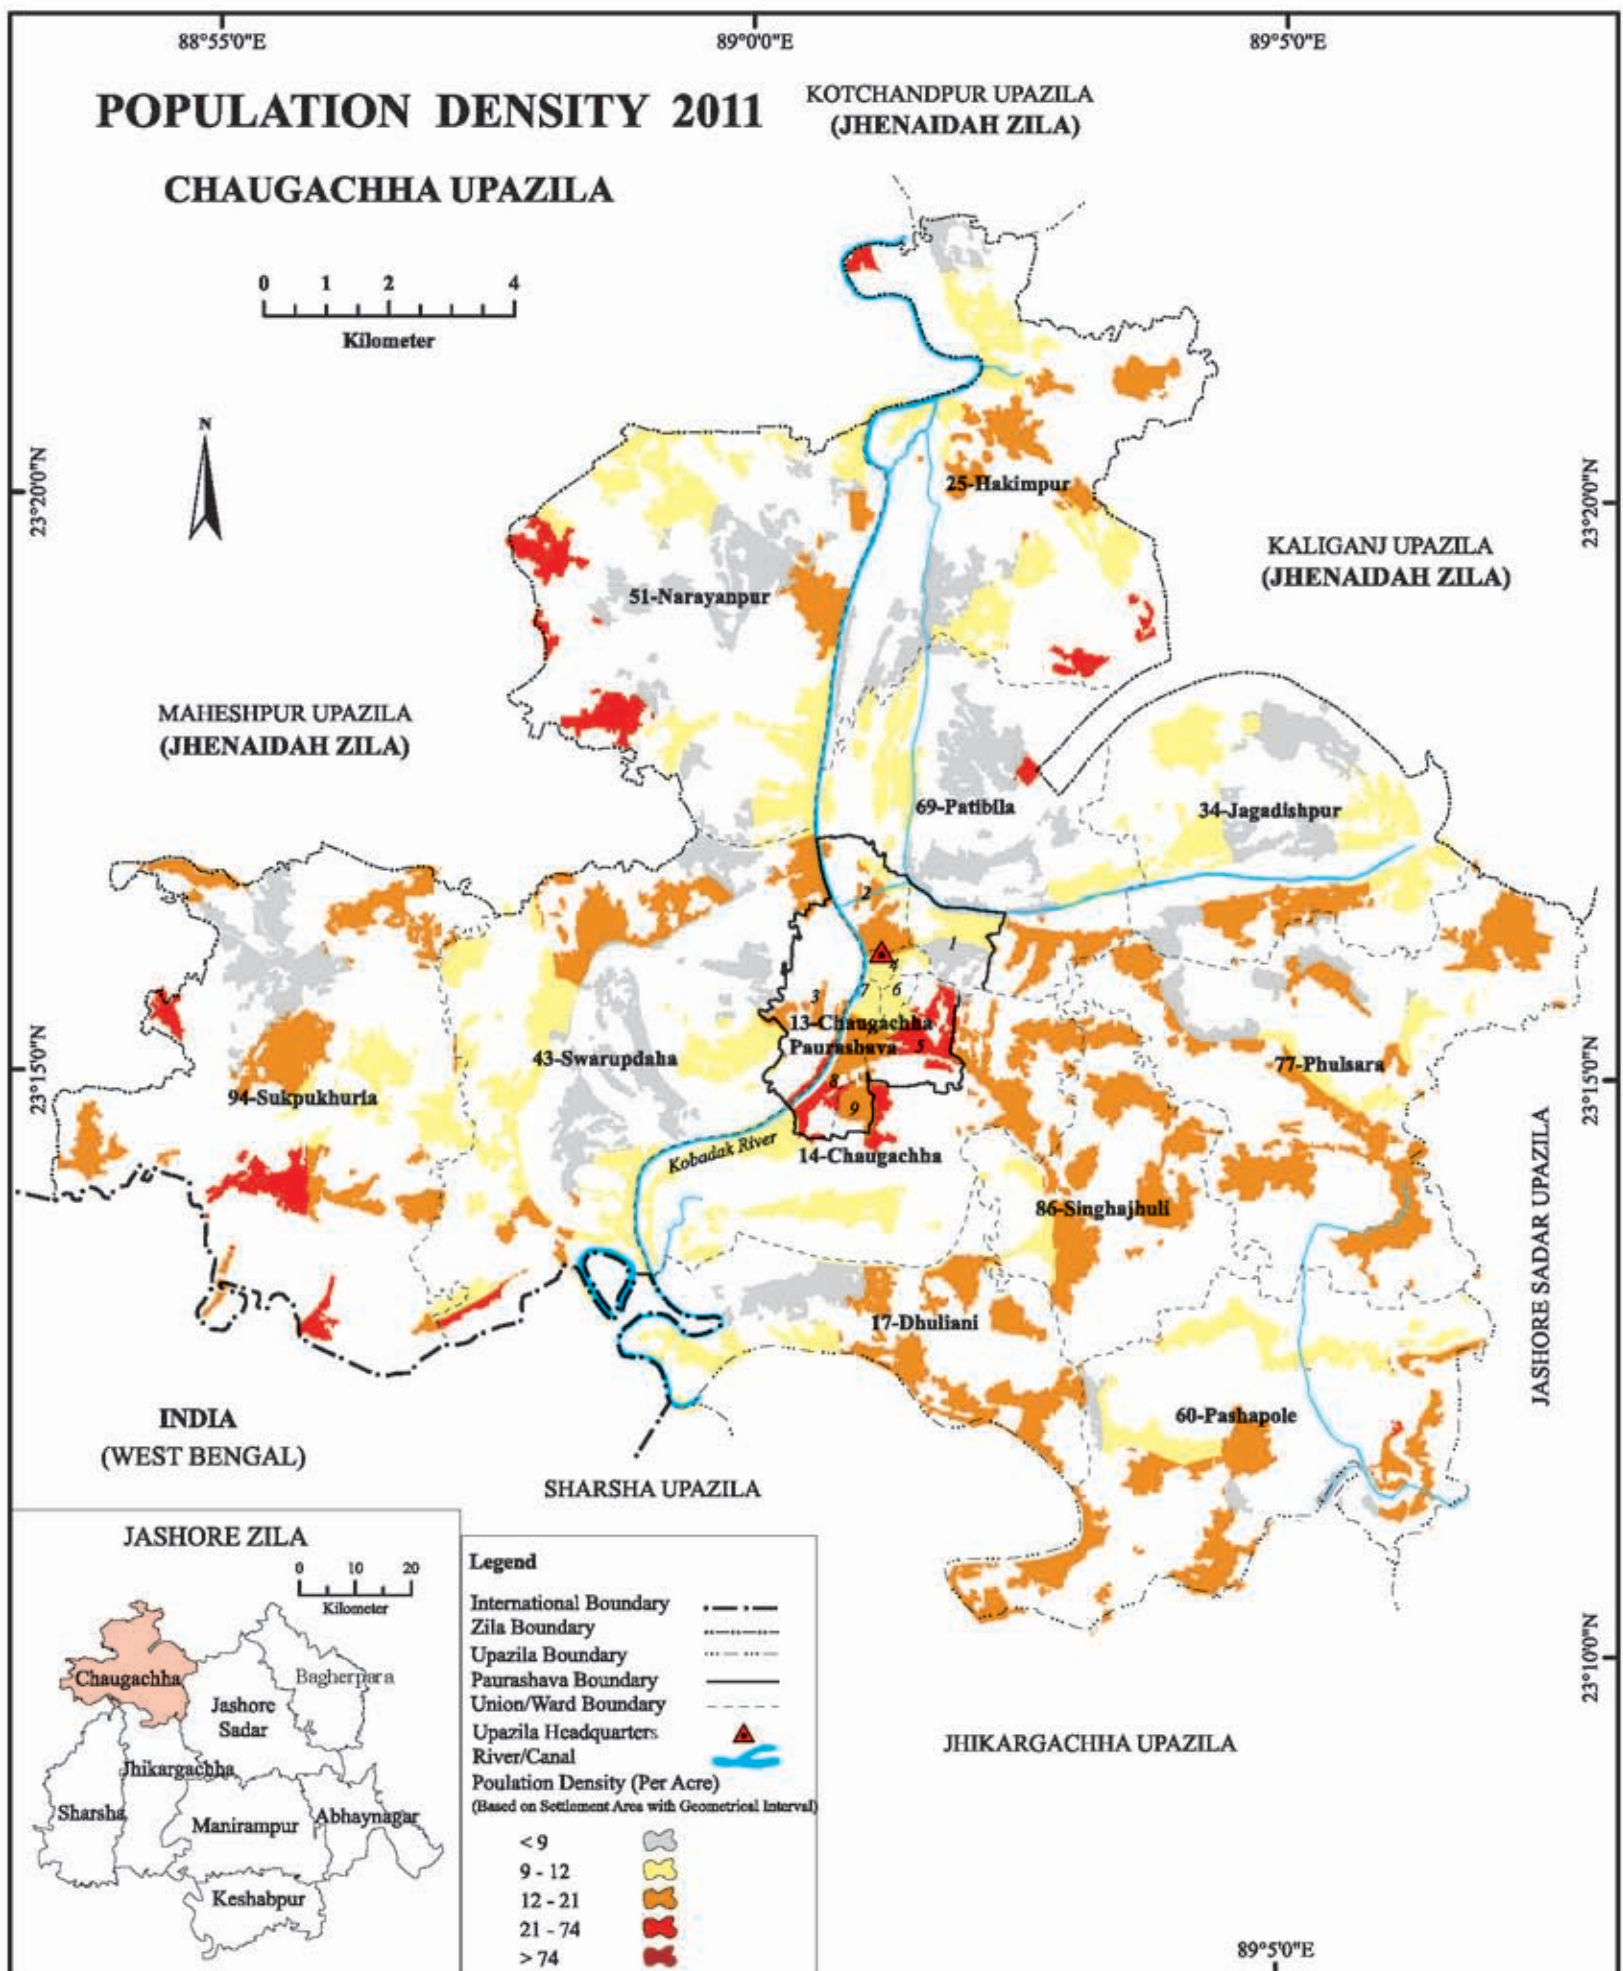 88°55'0"E
89°0'0"E
89°5'0"E
POPULATION DENSITY 2011
CHAUGACHHA UPAZILA
KOTCHANDPUR UPAZILA
(JHENAIDAH ZILA)
0 1 2 4
Kilometer
N
23°20'0"N
23°20'0"N
25-Hakimpur
KALIGANJ UPAZILA
(JHENAIDAH ZILA)
51-Narayanpur
MAHESHPUR UPAZILA
(JHENAIDAH ZILA)
69-Patibila
34-Jagadishpur
2
1
4
3
7
6
13-Chaugachha
Paurashava
5
8
9
43-Swarupdaha
77-Phulsara
94-Sukpukhuria
23°15'0"N
23°15'0"N
Kobadak River
14-Chaugachha
86-Singhajhuli
JASHORE SADAR UPAZILA
17-Dhuliani
60-Pashapole
INDIA
(WEST BENGAL)
SHARSHA UPAZILA
23°10'0"N
JHIKARGACHHA UPAZILA
JASHORE ZILA
0 10 20
Kilometer
Chaugachha
Bagherpara
Jashore
Sadar
Jhikargachha
Sharsha
Manirampur
Abhaynagar
Keshabpur
Legend
International Boundary
Zila Boundary
Upazila Boundary
Paurashava Boundary
Union/Ward Boundary
Upazila Headquarters
River/Canal
Poulation Density (Per Acre)
(Based on Settlement Area with Geometrical Interval)
< 9
9 - 12
12 - 21
21 - 74
> 74
89°5'0"E